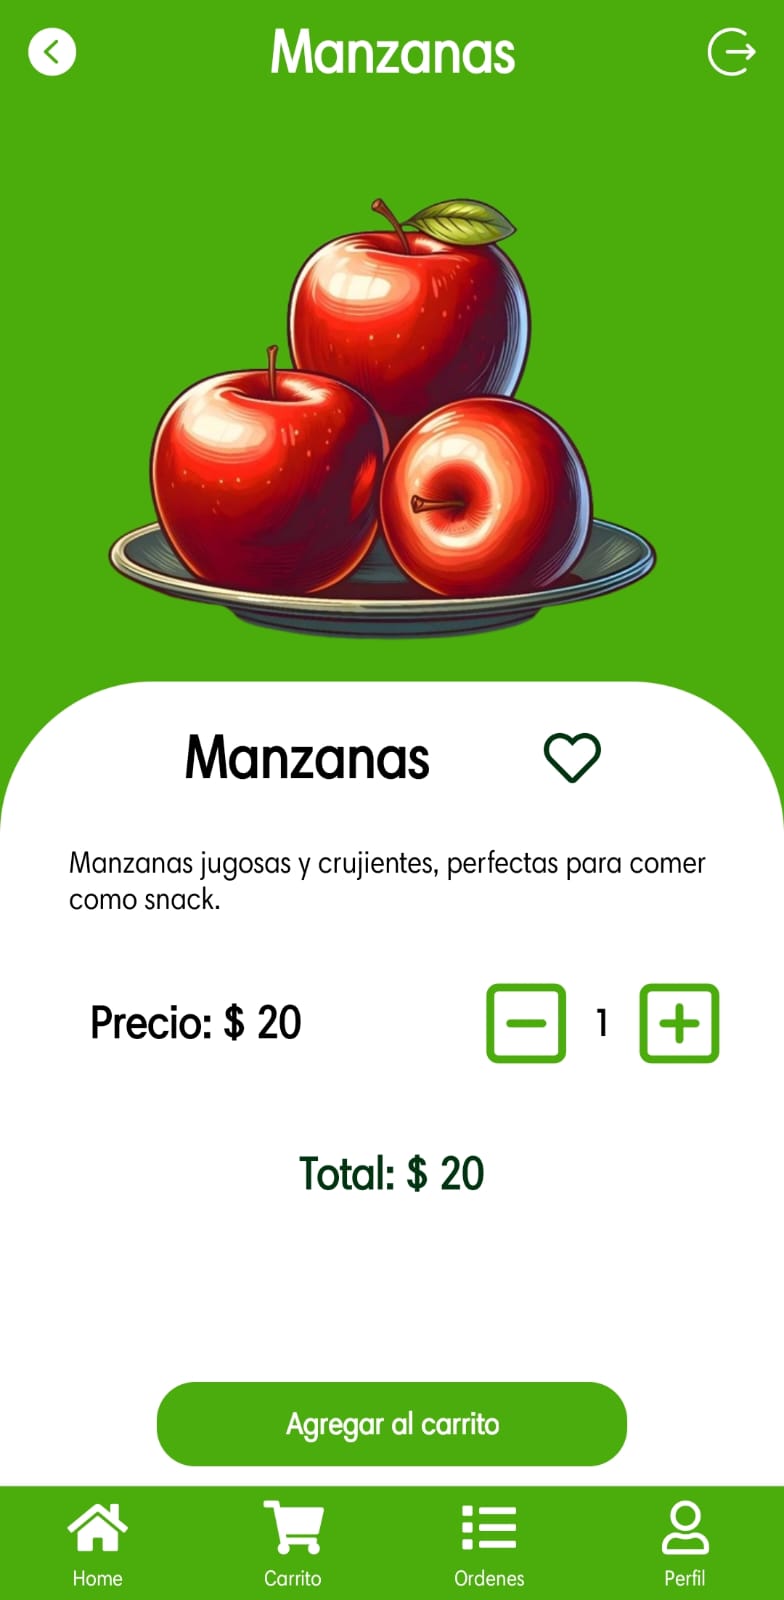 Manzanas
Manzanas
Manzanas jugosas y crujientes, perfectas para comer
como snack.
Precio: $ 20
1
Total: $ 20
Agregar al carrito
Home
Carrito
Ordenes
Perfil